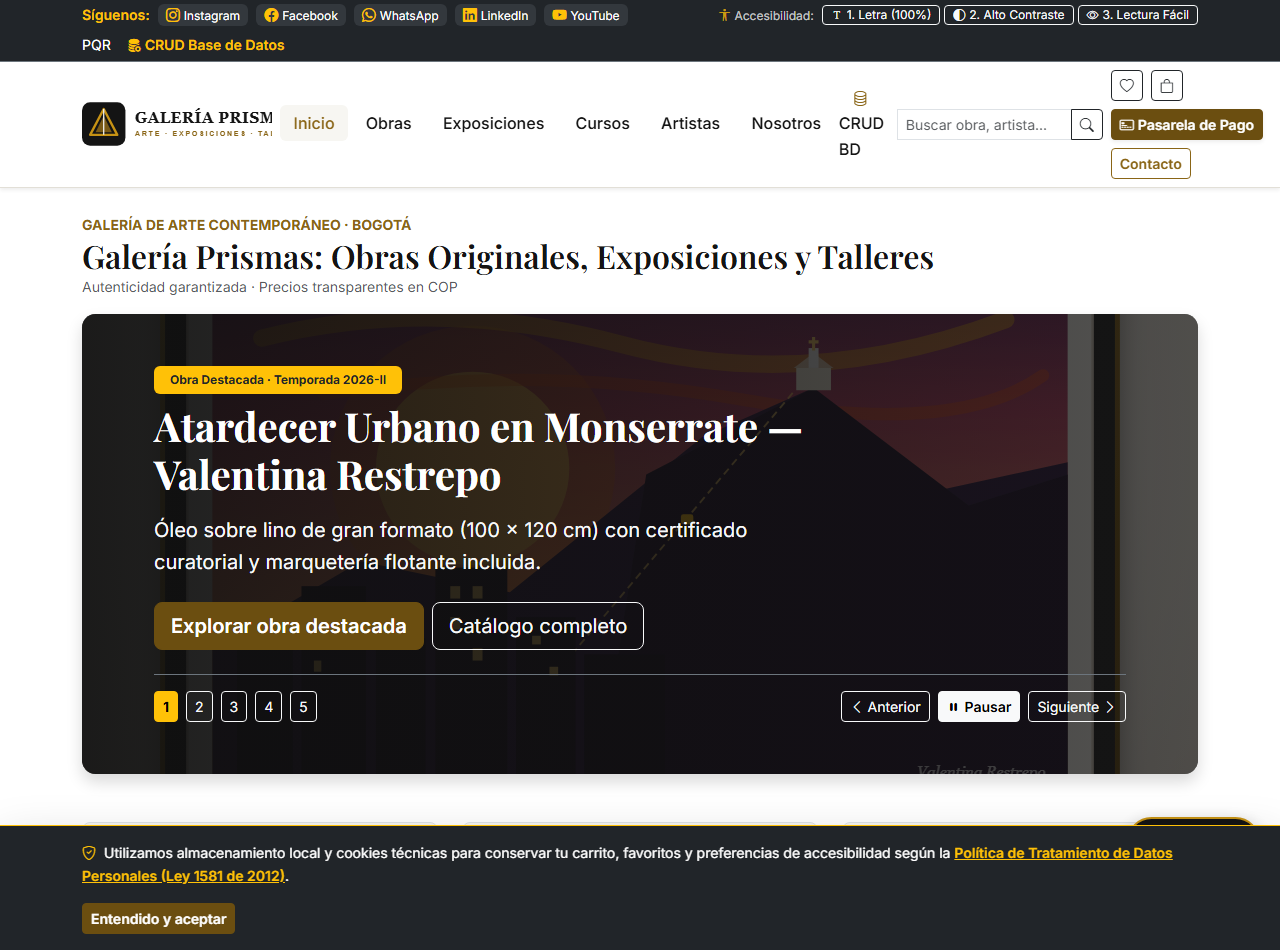 Síguenos: Instagram Facebook WhatsApp LinkedIn YouTube
Accesibilidad: 1. Letra (100%) 2. Alto Contraste 3. Lectura Fácil
PQR CRUD Base de Datos
GALERÍA PRISM
ARTE · EXPOSICIONES · TAL
Inicio Obras Exposiciones Cursos Artistas Nosotros
CRUD
BD
Buscar obra, artista...
Pasarela de Pago
Contacto
GALERÍA DE ARTE CONTEMPORÁNEO · BOGOTÁ
Galería Prismas: Obras Originales, Exposiciones y Talleres
Autenticidad garantizada · Precios transparentes en COP
Obra Destacada · Temporada 2026-II
Atardecer Urbano en Monserrate —
Valentina Restrepo
Óleo sobre lino de gran formato (100 × 120 cm) con certificado
curatorial y marquetería flotante incluida.
Explorar obra destacada Catálogo completo
1 2 3 4 5 Anterior Pausar Siguiente
Valentina Restrepo
Utilizamos almacenamiento local y cookies técnicas para conservar tu carrito, favoritos y preferencias de accesibilidad según la Política de Tratamiento de Datos
Personales (Ley 1581 de 2012).
Entendido y aceptar